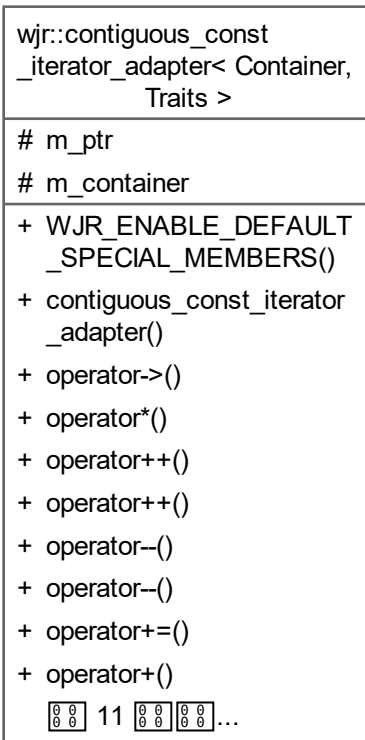 wjr::contiguous_const
_iterator_adapter< Container,
Traits >
# m_ptr
# m_container
+ WJR_ENABLE_DEFAULT
_SPECIAL_MEMBERS()
+ contiguous_const_iterator
_adapter()
+ operator->()
+ operator*()
+ operator++()
+ operator++()
+ operator--()
+ operator--()
+ operator+=()
+ operator+()
11 ...